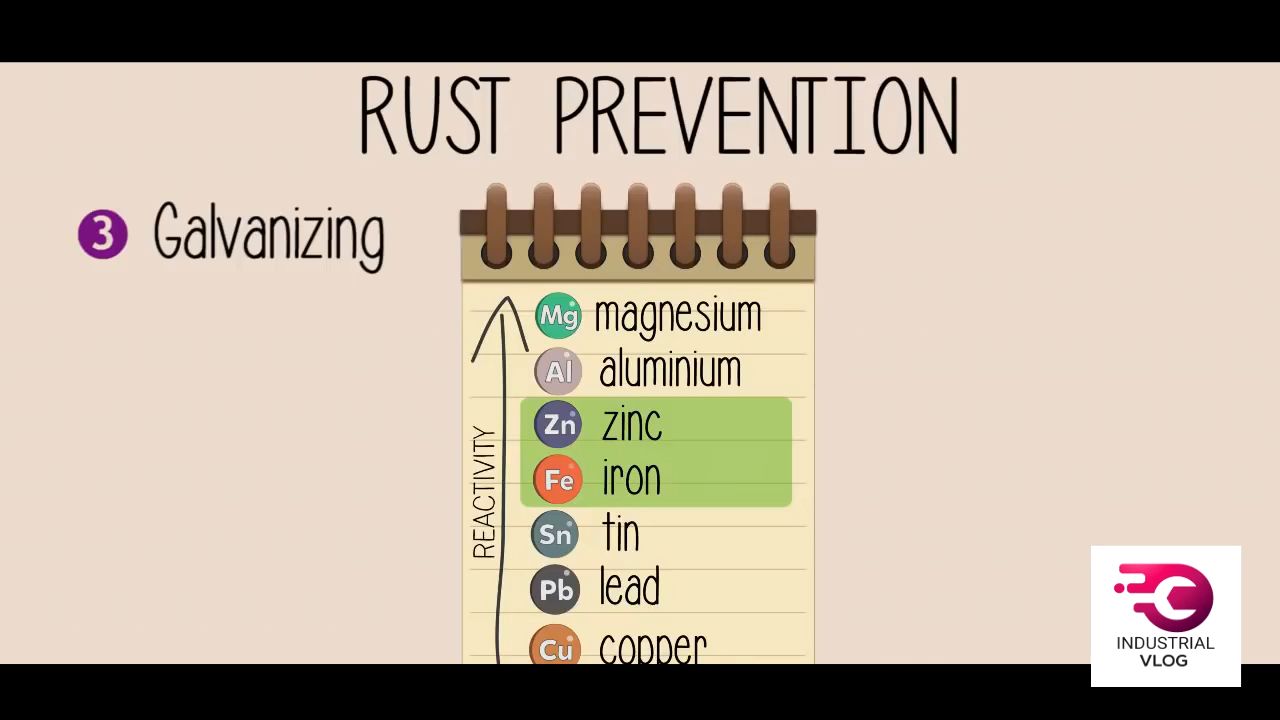 RUST PREVENTION
3 Galvanizing
REACTIVITY
Mg magnesium
Al aluminium
Zn zinc
Fe iron
Sn tin
Pb lead
Cu copper
INDUSTRIAL
VLOG